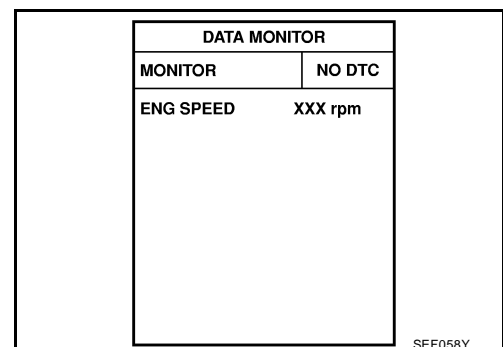 DATA MONITOR
MONITOR NO DTC
ENG SPEED XXX rpm
SEF058Y